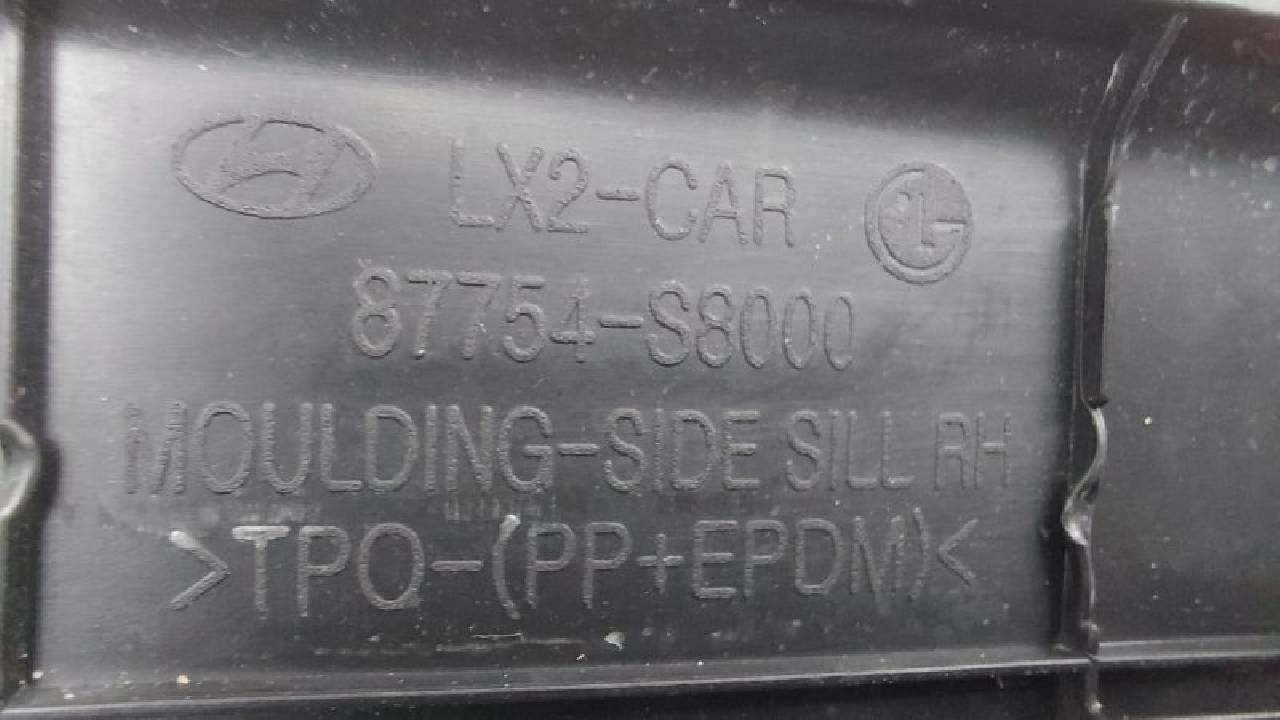 LX2-CAR
87754-S8000
MOULDING-SIDE SILL RH
>TPO-(PP+EPDM)<